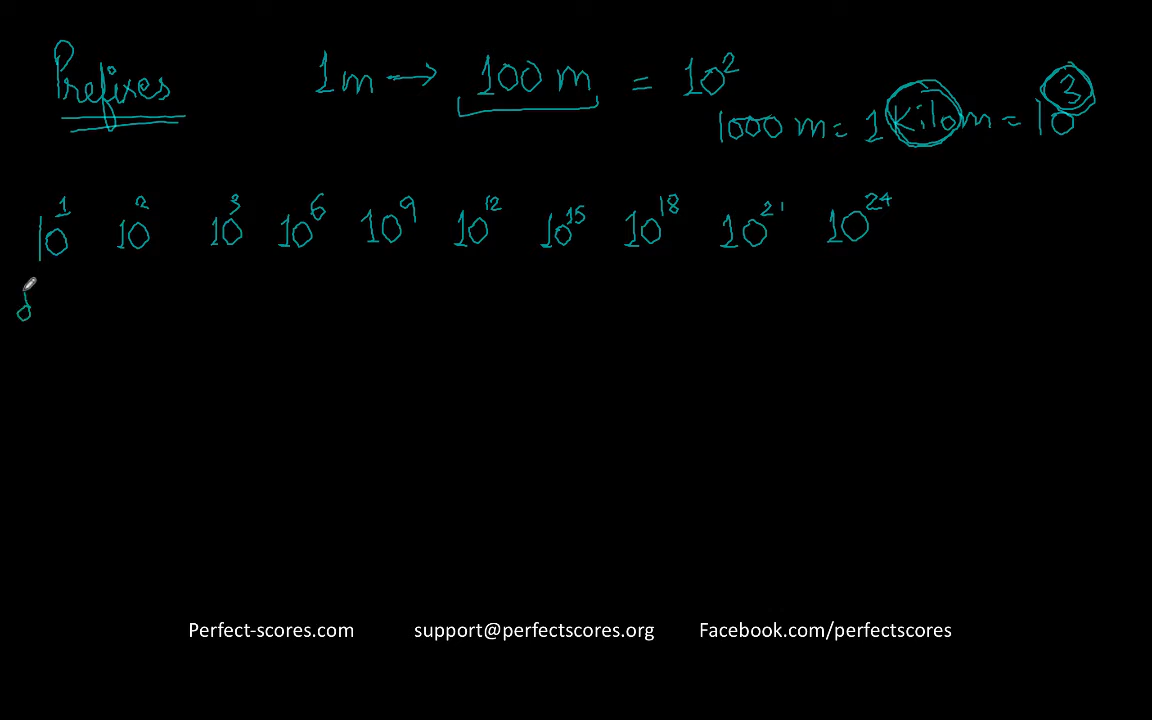 Prefixes 1m → 100 m = 10²
1000 m = 1 Kilo m = 10³
10¹ 10² 10³ 10⁶ 10⁹ 10¹² 10¹⁵ 10¹⁸ 10²¹ 10²⁴
d
Perfect-scores.com support@perfectscores.org Facebook.com/perfectscores